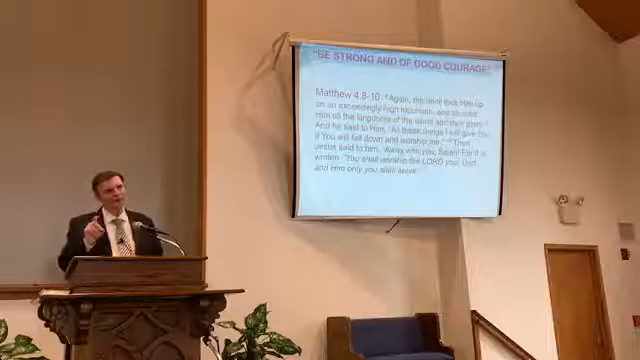 "BE STRONG AND OF GOOD COURAGE"
Matthew 4:8-10 "Again, the devil took Him up
on an exceedingly high mountain, and showed
Him all the kingdoms of the world and their glory.
And he said to Him, "All these things I will give You
if You will fall down and worship me." Then
Jesus said to him, "Away with you, Satan! For it is
written, "You shall worship the LORD your God,
and Him only you shall serve."